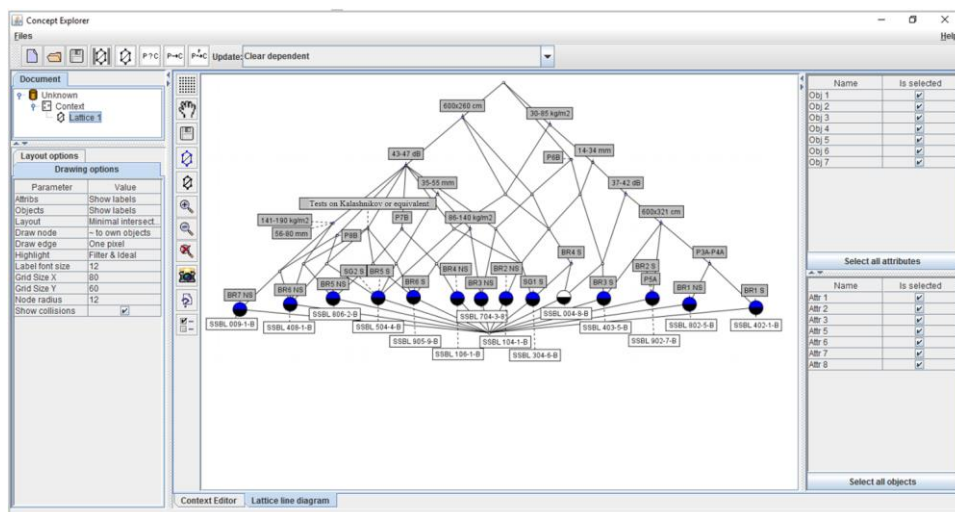 Concept Explorer
Files
Help
P?C
P→C
Update: Clear dependent
Document
Unknown
Context
Lattice 1
Layout options
Drawing options
Parameter Value
Attribs Show labels
Objects Show labels
Layout Minimal intersect...
Draw node ~ to own objects
Draw edge One pixel
Highlight Filter & Ideal
Label font size 12
Grid Size X 80
Grid Size Y 60
Node radius 12
Show collisions
600x260 cm
30-85 kg/m2
43-47 dB
P6B
14-34 mm
35-55 mm
37-42 dB
Tests on Kalashnikov or equivalent
141-190 kg/m2
P7B
86-140 kg/m2
600x321 cm
56-80 mm
P8B
BR4 S
P3A-P4A
SG2 S
BR5 S
BR4 NS
BR2 NS
BR2 S
BR7 NS
BR6 NS
BR5 NS
BR6 S
BR3 NS
SG1 S
BR3 S
P5A
BR1 NS
BR1 S
SSBL 009-1-B
SSBL 408-1-B
SSBL 806-2-B
SSBL 504-4-B
SSBL 905-9-B
SSBL 106-1-B
SSBL 704-3-8
SSBL 104-1-B
SSBL 304-6-B
SSBL 004-8-B
SSBL 403-5-B
SSBL 902-7-B
SSBL 802-5-B
SSBL 402-1-B
Context Editor
Lattice line diagram
Name Is selected
Obj 1
Obj 2
Obj 3
Obj 4
Obj 5
Obj 6
Obj 7
Select all attributes
Name Is selected
Attr 1
Attr 2
Attr 3
Attr 5
Attr 6
Attr 7
Attr 8
Select all objects